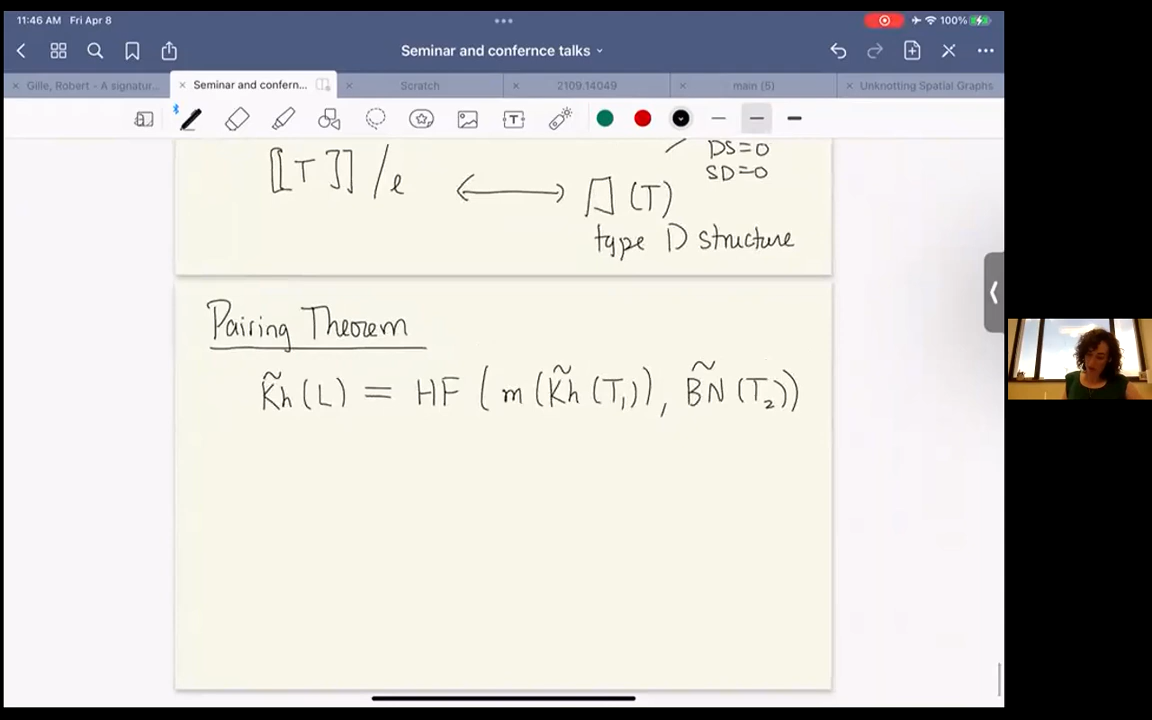 11:46 AM Fri Apr 8
100%
Seminar and confernce talks
Gille, Robert - A signatur...
Seminar and confern...
Scratch
2109.14049
main (5)
Unknotting Spatial Graphs
DS=0
SD=0
[[T]]/ℓ ⟷ Д(T)
type D structure
Pairing Theorem
K̃h(L) = HF(m(K̃h(T₁)), B̃N(T₂))